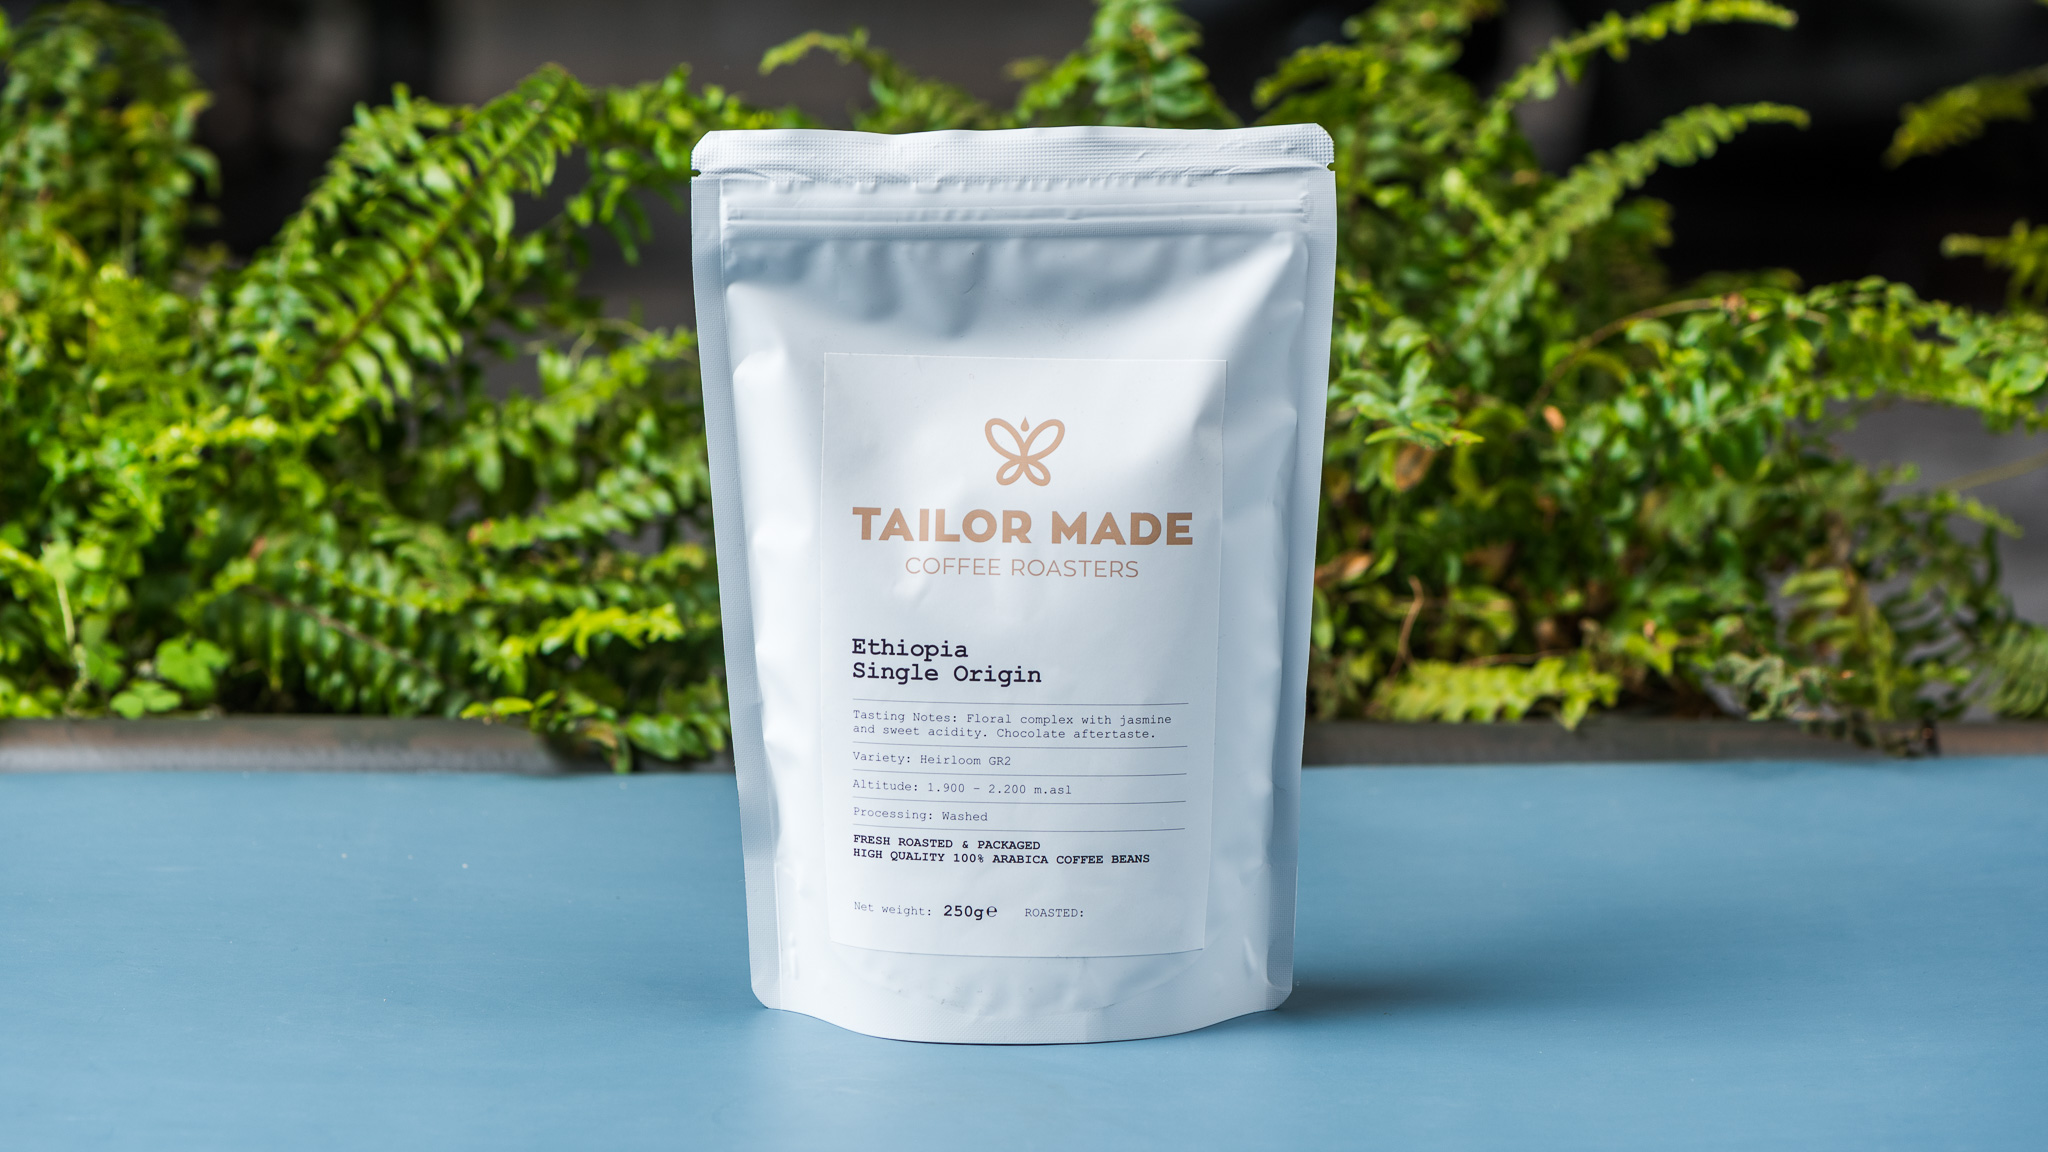 TAILOR MADE
COFFEE ROASTERS
Ethiopia
Single Origin
Tasting Notes: Floral complex with jasmine
and sweet acidity. Chocolate aftertaste.
Variety: Heirloom GR2
Altitude: 1.900 – 2.200 m.asl
Processing: Washed
FRESH ROASTED & PACKAGED
HIGH QUALITY 100% ARABICA COFFEE BEANS
Net weight: 250g℮ ROASTED: